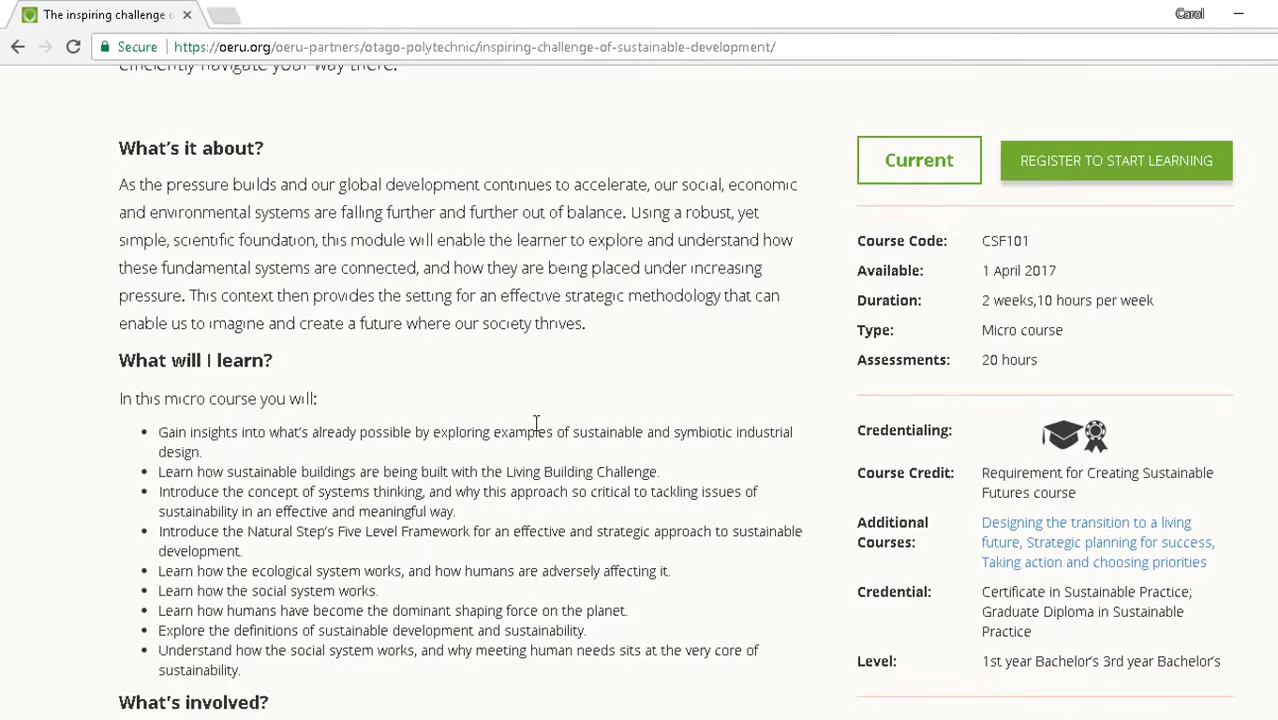 The inspiring challenge o
Carol
Secure
https://oeru.org/oeru-partners/otago-polytechnic/inspiring-challenge-of-sustainable-development/
efficiently navigate your way there.
What's it about?
As the pressure builds and our global development continues to accelerate, our social, economic
and environmental systems are falling further and further out of balance. Using a robust, yet
simple, scientific foundation, this module will enable the learner to explore and understand how
these fundamental systems are connected, and how they are being placed under increasing
pressure. This context then provides the setting for an effective strategic methodology that can
enable us to imagine and create a future where our society thrives.
What will I learn?
In this micro course you will:
• Gain insights into what's already possible by exploring examples of sustainable and symbiotic industrial
design.
• Learn how sustainable buildings are being built with the Living Building Challenge.
• Introduce the concept of systems thinking, and why this approach so critical to tackling issues of
sustainability in an effective and meaningful way.
• Introduce the Natural Step's Five Level Framework for an effective and strategic approach to sustainable
development.
• Learn how the ecological system works, and how humans are adversely affecting it.
• Learn how the social system works.
• Learn how humans have become the dominant shaping force on the planet.
• Explore the definitions of sustainable development and sustainability.
• Understand how the social system works, and why meeting human needs sits at the very core of
sustainability.
What's involved?
Current
REGISTER TO START LEARNING
Course Code: CSF101
Available: 1 April 2017
Duration: 2 weeks,10 hours per week
Type: Micro course
Assessments: 20 hours
Credentialing:
Course Credit: Requirement for Creating Sustainable
Futures course
Additional Designing the transition to a living
Courses: future, Strategic planning for success,
Taking action and choosing priorities
Credential: Certificate in Sustainable Practice;
Graduate Diploma in Sustainable
Practice
Level: 1st year Bachelor's 3rd year Bachelor's